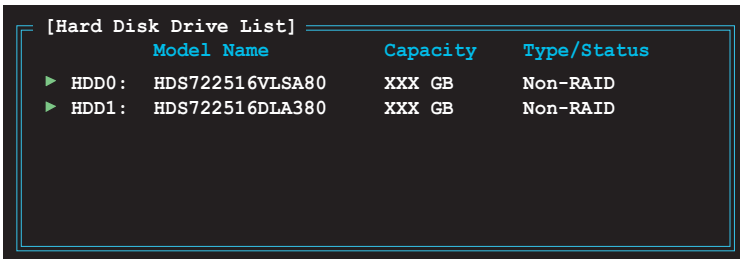 [Hard Disk Drive List]
Model Name Capacity Type/Status
HDD0: HDS722516VLSA80 XXX GB Non-RAID
HDD1: HDS722516DLA380 XXX GB Non-RAID